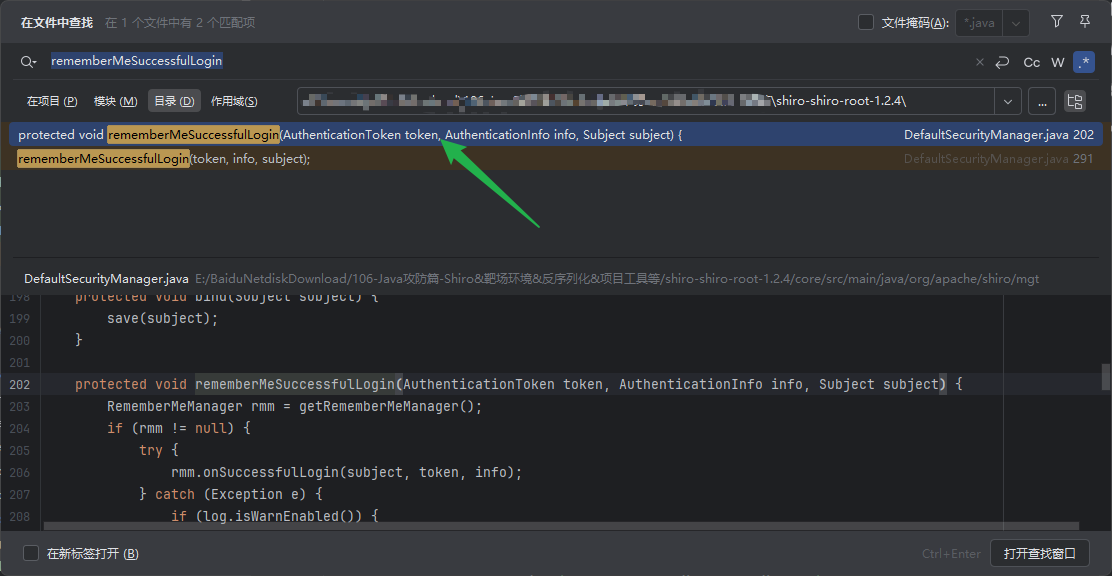 在文件中查找 在 1 个文件中有 2 个匹配项 文件掩码(A): *.java
rememberMeSuccessfulLogin × Cc W .*
在项目 (P) 模块 (M) 目录 (D) 作用域(S) \shiro-shiro-root-1.2.4\ ...
protected void rememberMeSuccessfulLogin(AuthenticationToken token, AuthenticationInfo info, Subject subject) { DefaultSecurityManager.java 202
rememberMeSuccessfulLogin(token, info, subject); DefaultSecurityManager.java 291
DefaultSecurityManager.java E:/BaiduNetdiskDownload/106-Java攻防篇-Shiro&靶场环境&反序列化&项目工具等/shiro-shiro-root-1.2.4/core/src/main/java/org/apache/shiro/mgt
198 protected void bind(Subject subject) {
199 save(subject);
200 }
201
202 protected void rememberMeSuccessfulLogin(AuthenticationToken token, AuthenticationInfo info, Subject subject) {
203 RememberMeManager rmm = getRememberMeManager();
204 if (rmm != null) {
205 try {
206 rmm.onSuccessfulLogin(subject, token, info);
207 } catch (Exception e) {
208 if (log.isWarnEnabled()) {
在新标签打开 (B) Ctrl+Enter 打开查找窗口